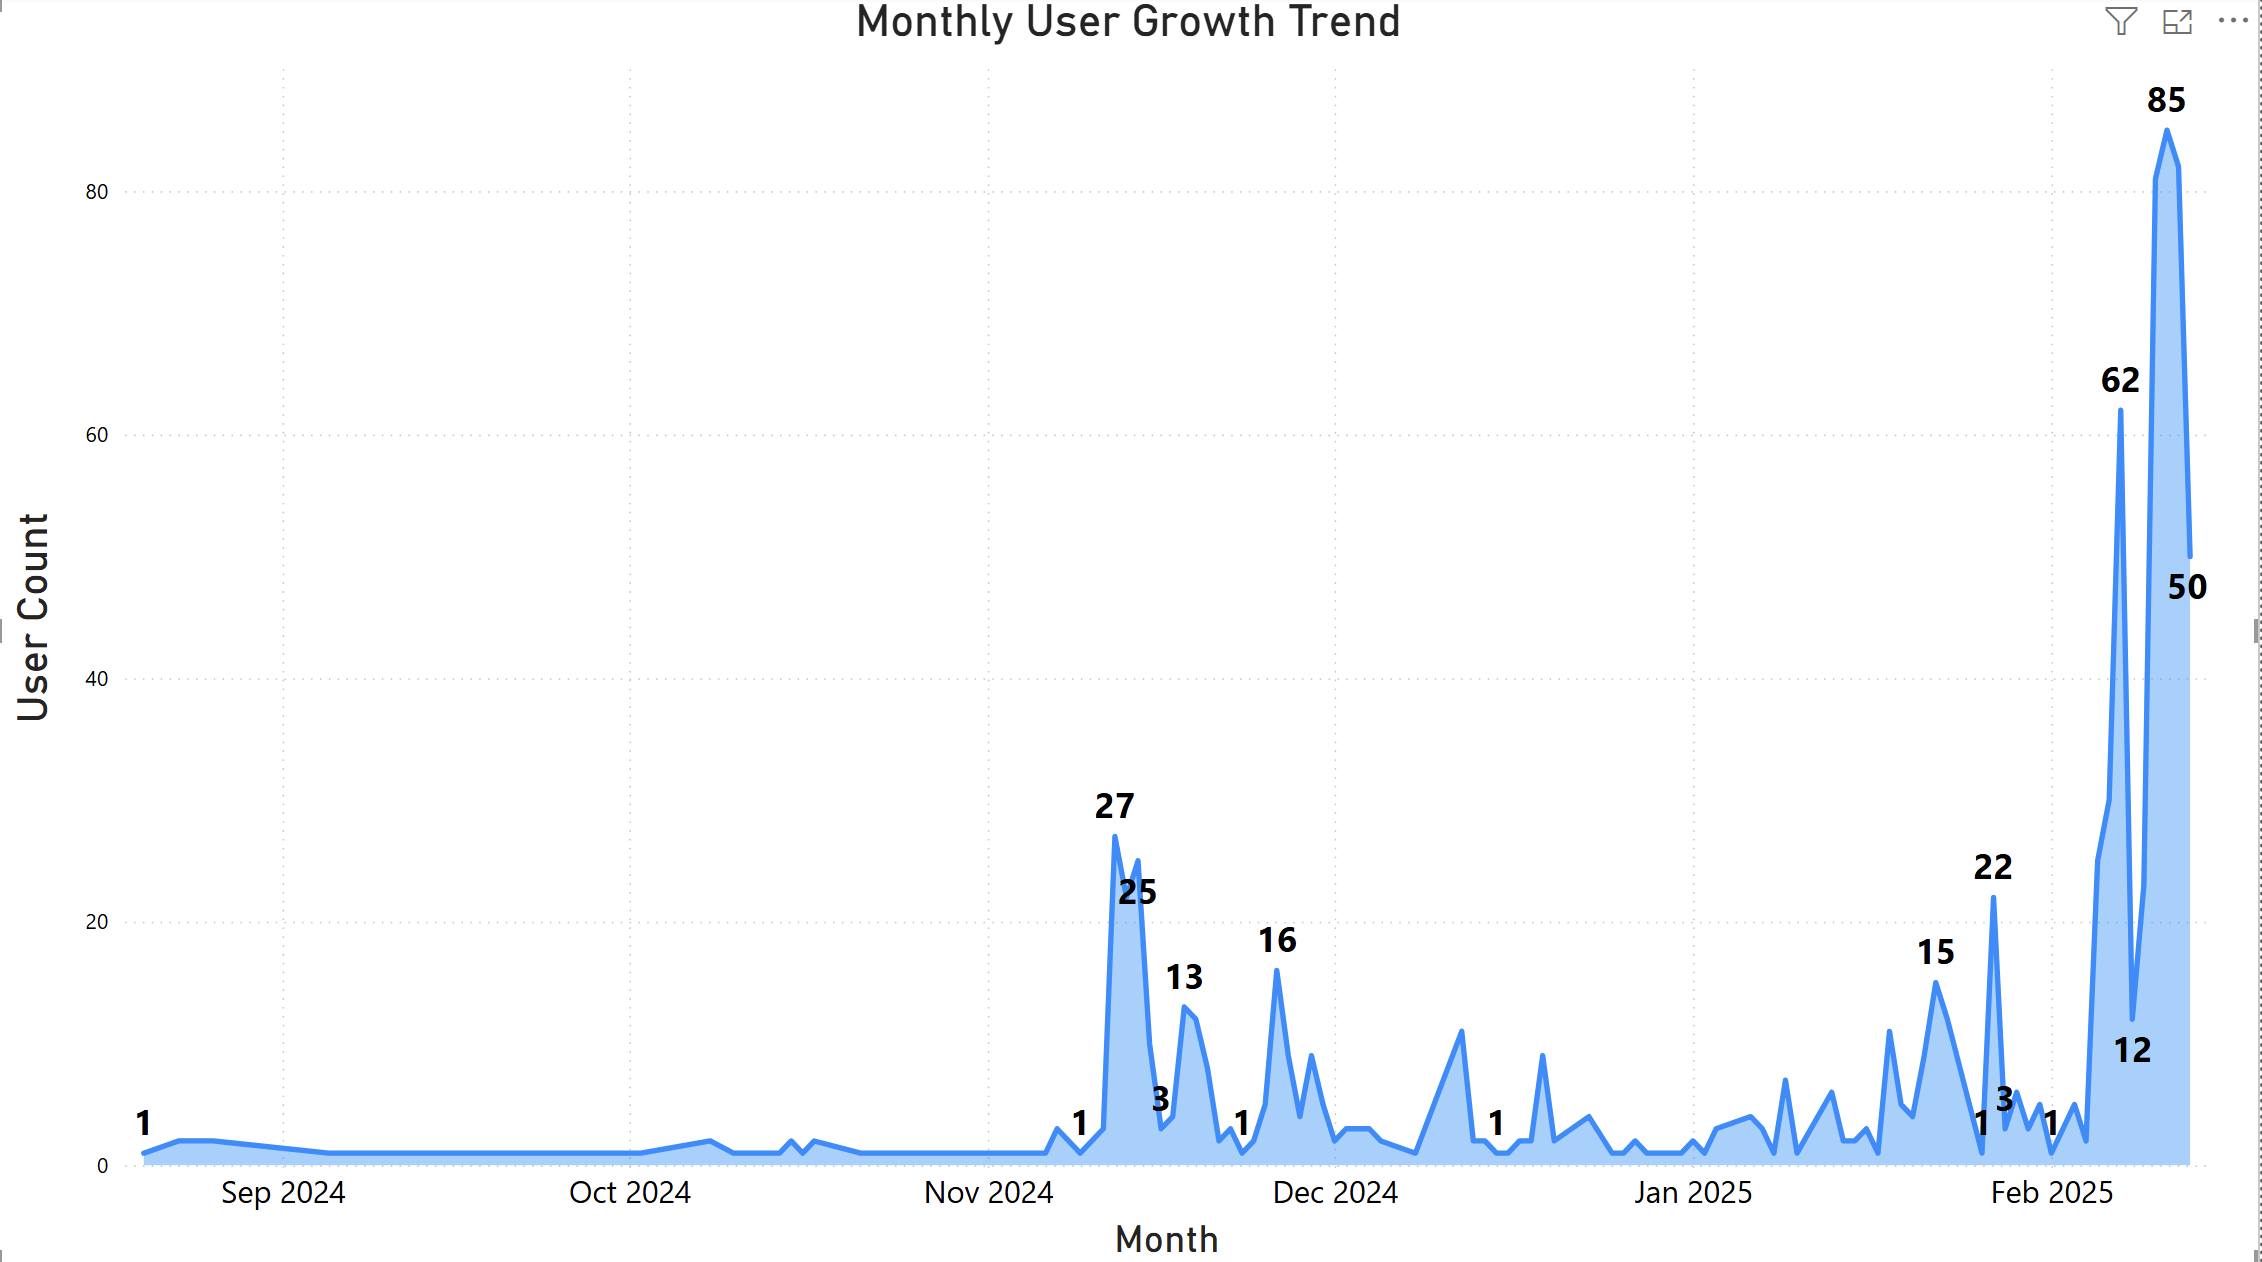 Monthly User Growth Trend
85
80
62
60
50
User Count
40
27
25
22
20
16
15
13
12
1
1
3
1
1
1
3
1
0
Sep 2024
Oct 2024
Nov 2024
Dec 2024
Jan 2025
Feb 2025
Month